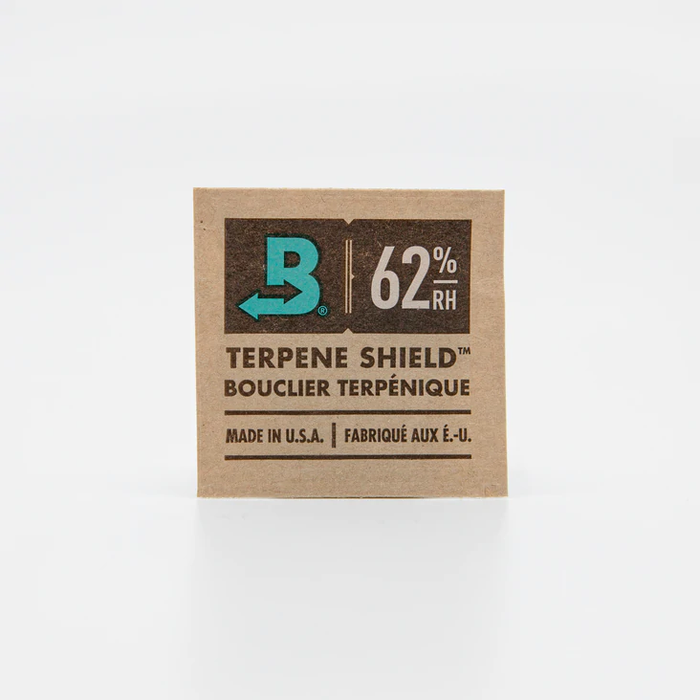 B®
62% RH
TERPENE SHIELD™
BOUCLIER TERPÉNIQUE
MADE IN U.S.A. | FABRIQUÉ AUX É.-U.